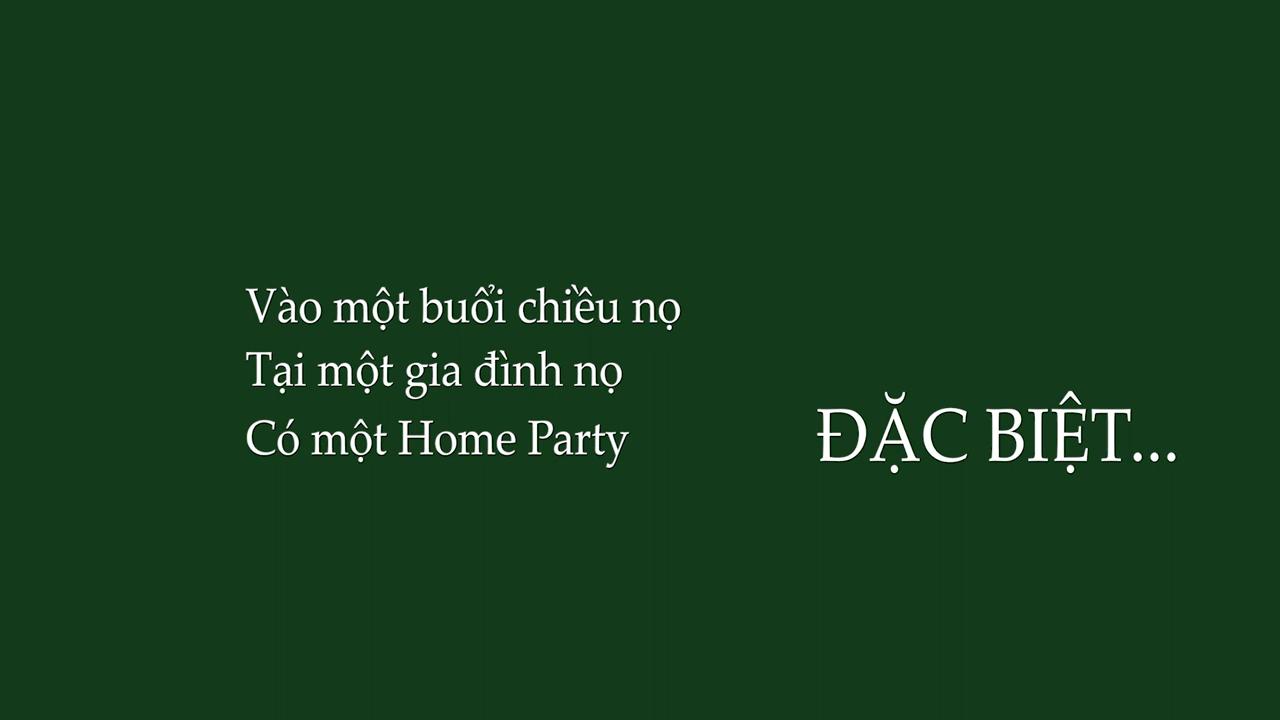 Vào một buổi chiều nọ
Tại một gia đình nọ
Có một Home Party
ĐẶC BIỆT...